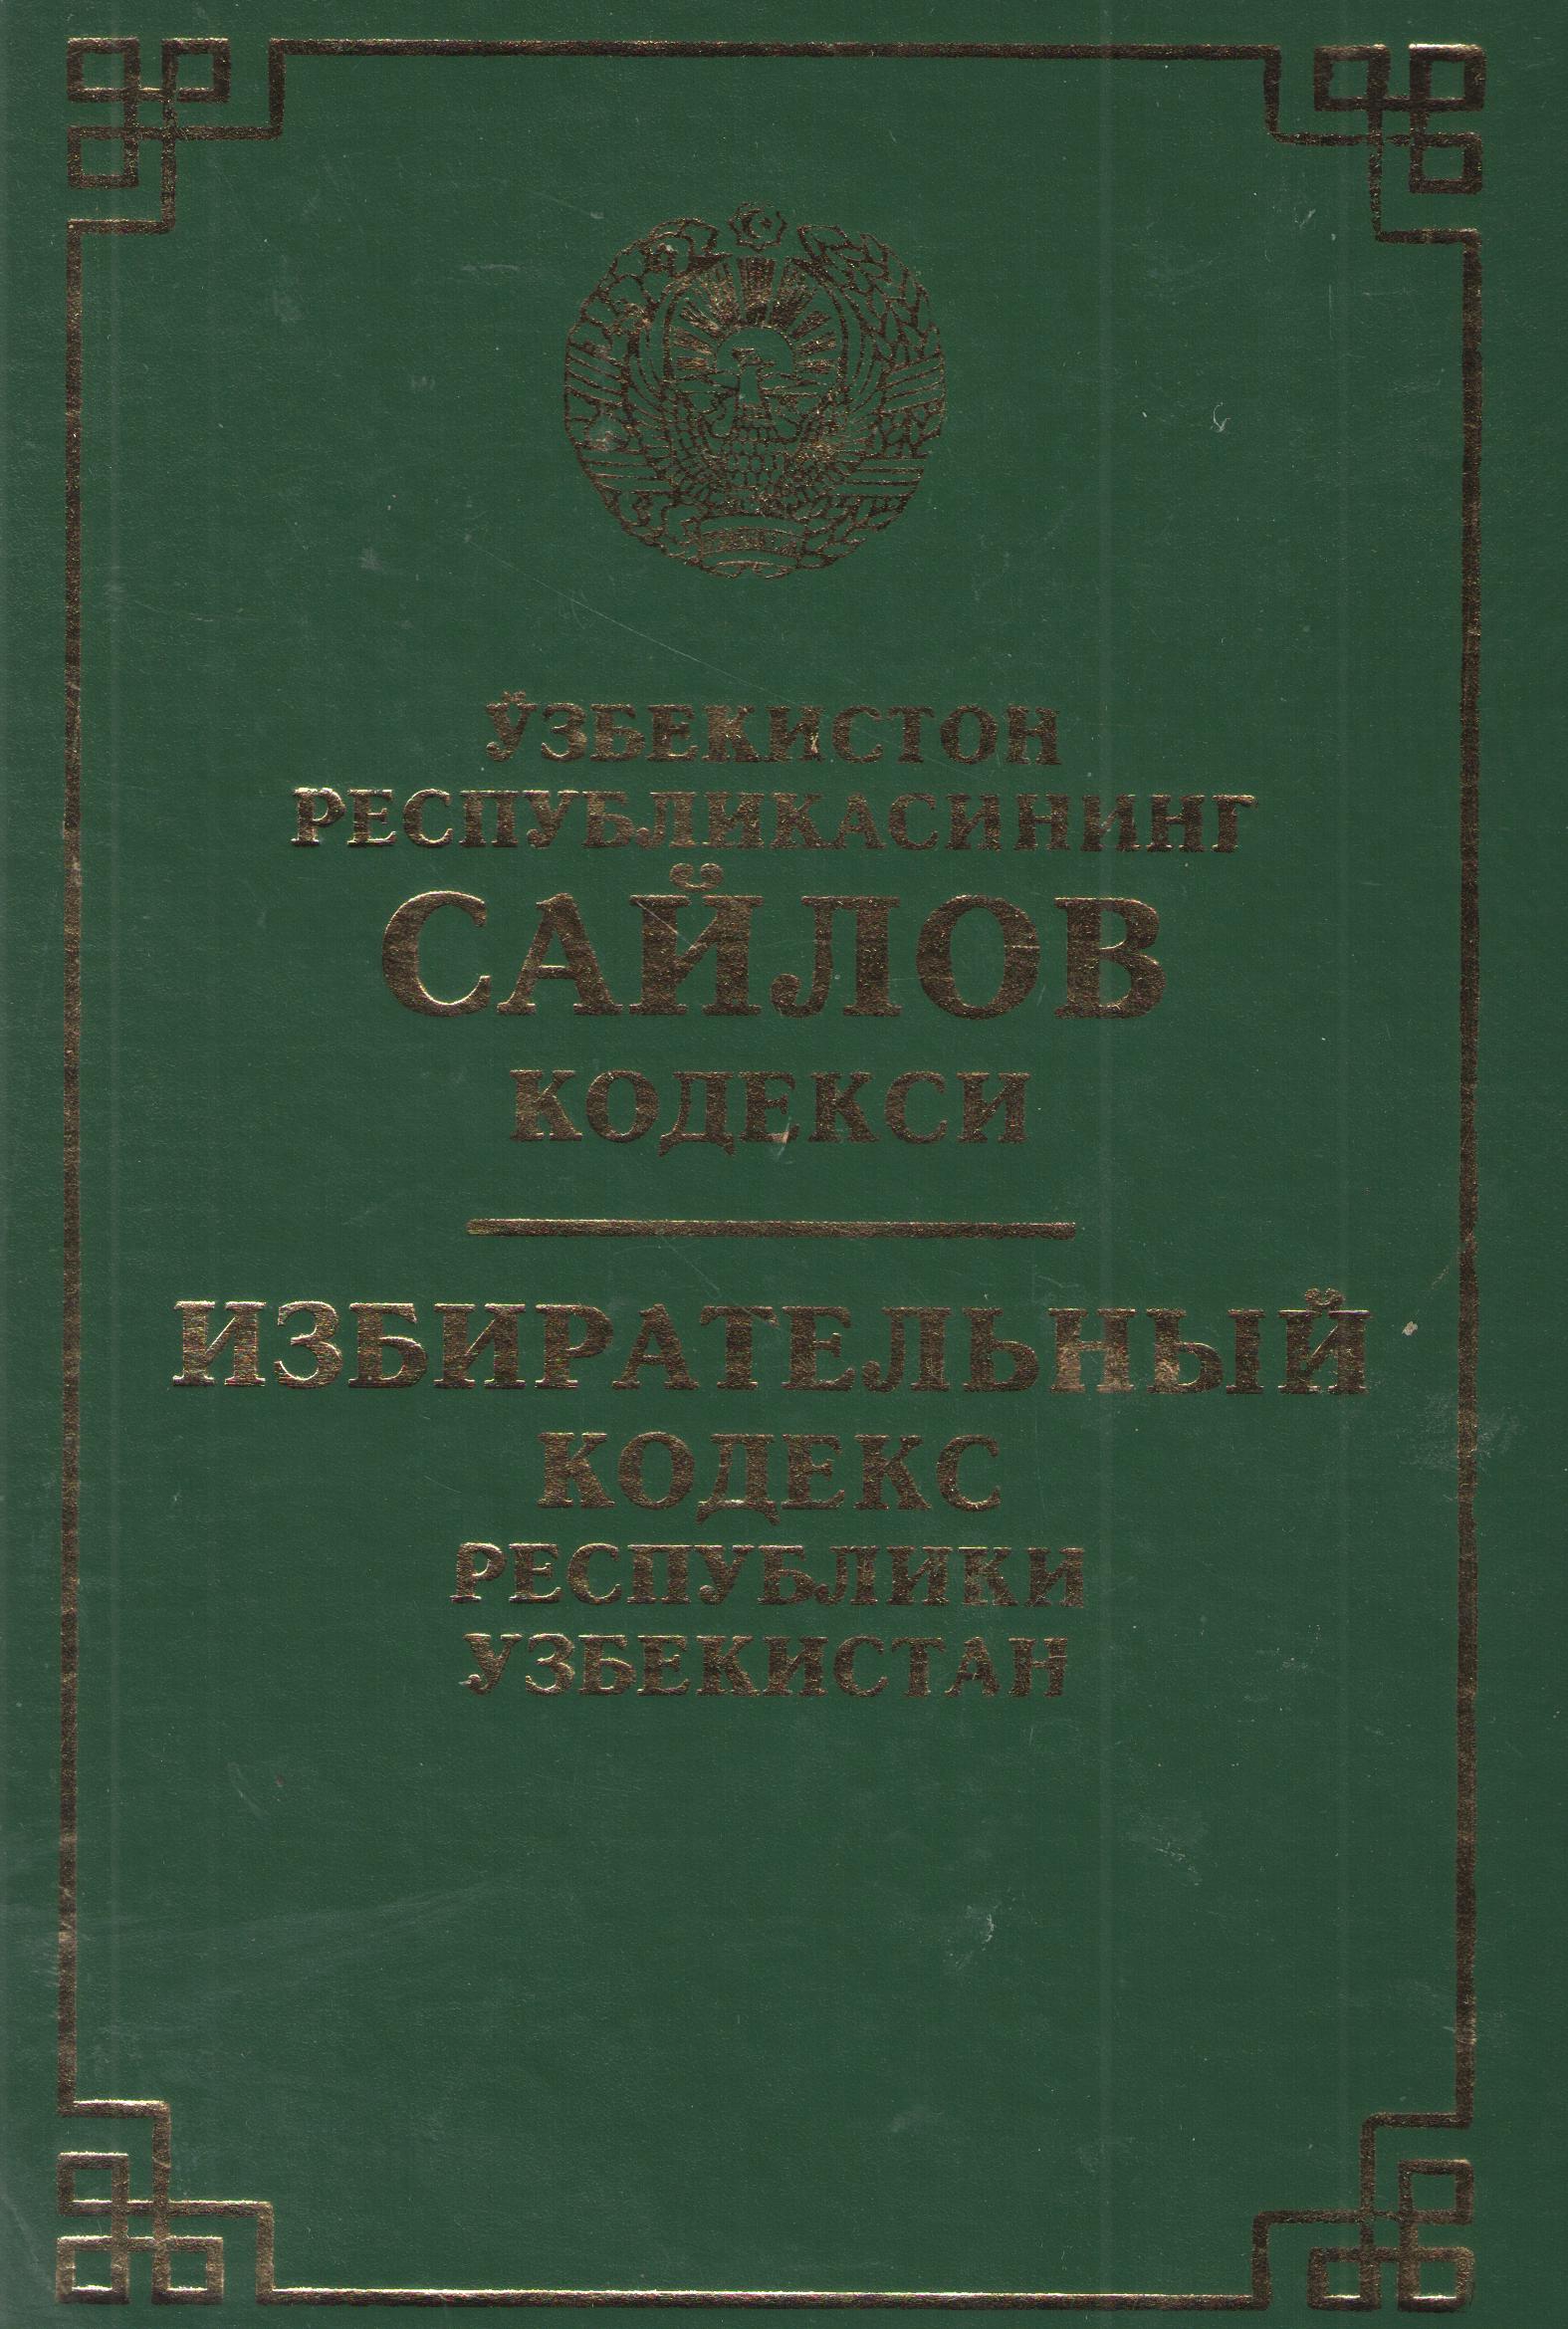 ЎЗБЕКИСТОН
РЕСПУБЛИКАСИНИНГ
САЙЛОВ
КОДЕКСИ
ИЗБИРАТЕЛЬНЫЙ
КОДЕКС
РЕСПУБЛИКИ
УЗБЕКИСТАН